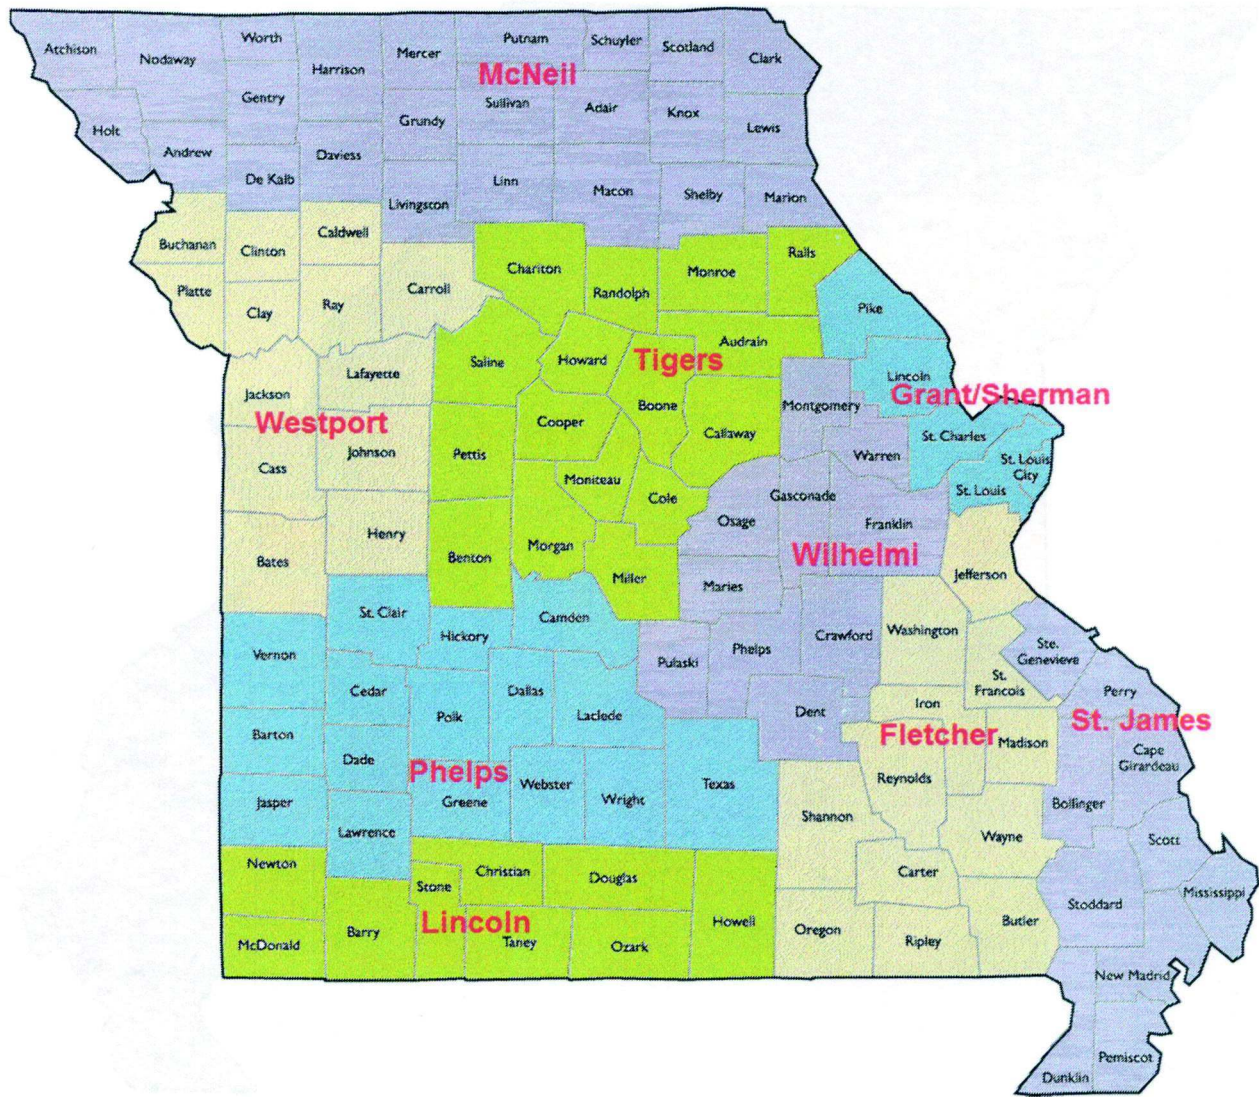 Atchison
Nodaway
Worth
Harrison
Mercer
Putnam
Schuyler
Scotland
Clark
McNeil
Gentry
Sullivan
Adair
Knox
Grundy
Lewis
Holt
Andrew
Daviess
De Kalb
Linn
Macon
Shelby
Marion
Livingston
Buchanan
Clinton
Caldwell
Chariton
Randolph
Monroe
Ralls
Platte
Clay
Ray
Carroll
Pike
Saline
Howard
Tigers
Audrain
Jackson
Lafayette
Lincoln
Grant/Sherman
Westport
Cooper
Boone
Montgomery
Callaway
St. Charles
Cass
Johnson
Pettis
Moniteau
Warren
St. Louis
City
Cole
Gasconade
St. Louis
Osage
Franklin
Henry
Morgan
Wilhelmi
Bates
Benton
Miller
Maries
Jefferson
St. Clair
Hickory
Camden
Crawford
Washington
Vernon
Pulaski
Phelps
Ste.
Genevieve
St.
Francois
Cedar
Dallas
Polk
Laclede
Dent
Iron
Perry
Barton
Fletcher
St. James
Madison
Dade
Phelps
Cape
Girardeau
Jasper
Greene
Webster
Wright
Texas
Reynolds
Bollinger
Lawrence
Shannon
Wayne
Scott
Newton
Stone
Christian
Douglas
Carter
Mississippi
Stoddard
McDonald
Barry
Lincoln
Taney
Ozark
Howell
Oregon
Ripley
Butler
New Madrid
Pemiscot
Dunklin